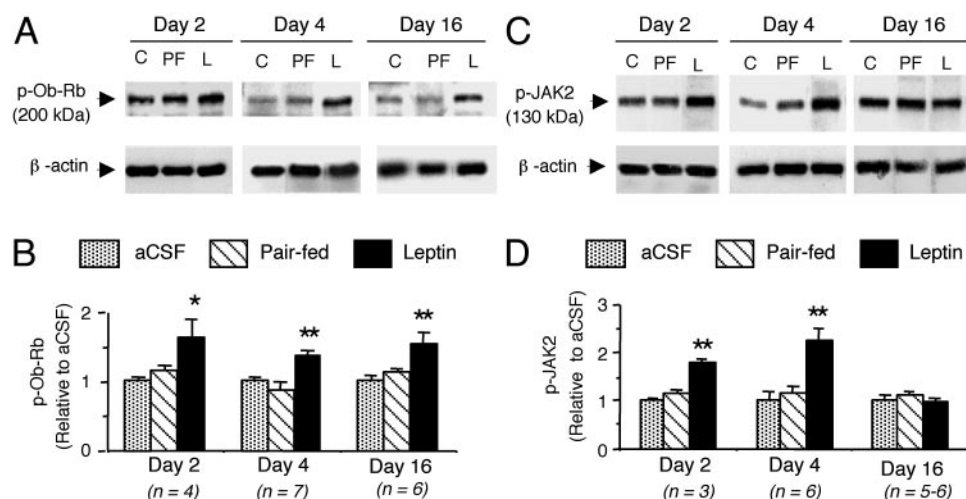 A
Day 2 Day 4 Day 16
C PF L C PF L C PF L
p-Ob-Rb
(200 kDa)
β -actin
C
Day 2 Day 4 Day 16
C PF L C PF L C PF L
p-JAK2
(130 kDa)
β -actin
B
aCSF Pair-fed Leptin
p-Ob-Rb
(Relative to aCSF)
2
1
0
* ** **
Day 2 Day 4 Day 16
(n = 4) (n = 7) (n = 6)
D
aCSF Pair-fed Leptin
p-JAK2
(Relative to aCSF)
3
2
1
0
** **
Day 2 Day 4 Day 16
(n = 3) (n = 6) (n = 5-6)